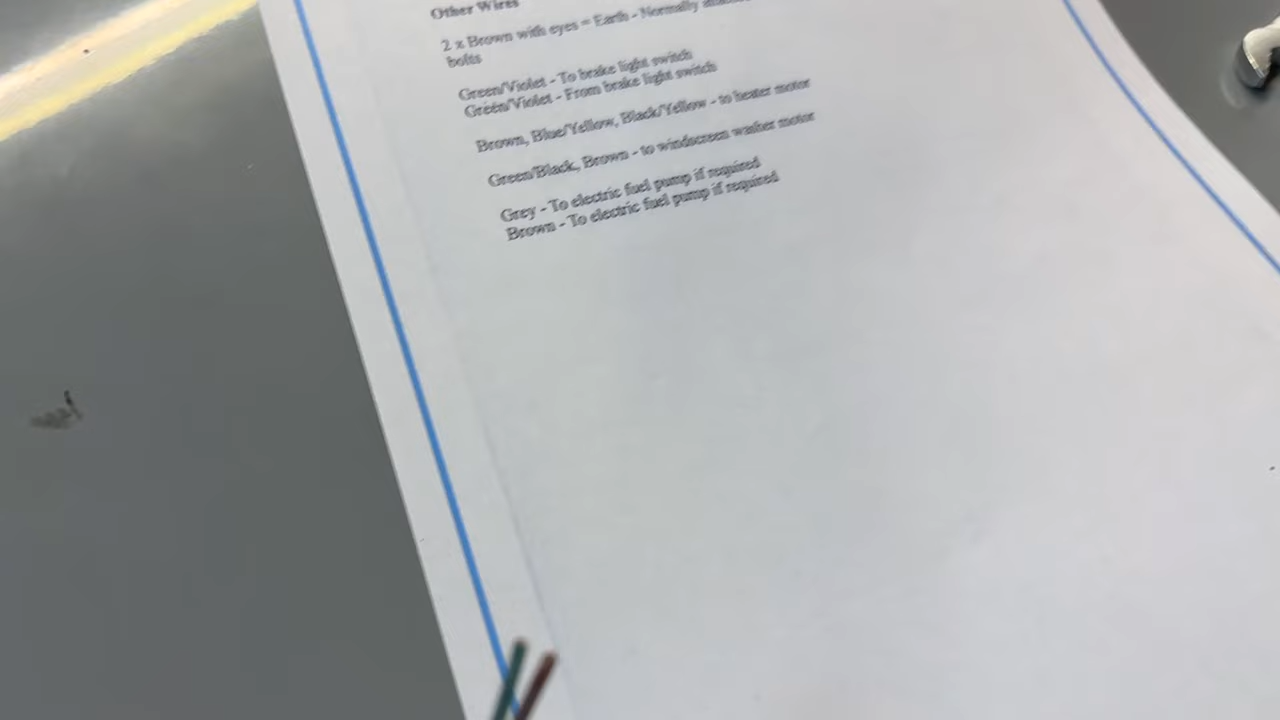 Other Wires
2 x Brown with eyes = Earth - Normally
bolts
Green/Violet - To brake light switch
Green/Violet - From brake light switch
Brown, Blue/Yellow, Black/Yellow - to heater motor
Green/Black, Brown - to windscreen washer motor
Grey - To electric fuel pump if required
Brown - To electric fuel pump if required